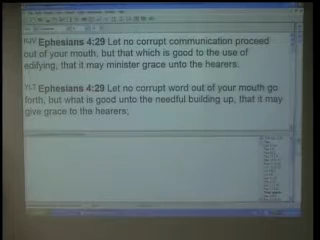 KJV Ephesians 4:29 Let no corrupt communication proceed
out of your mouth, but that which is good to the use of
edifying, that it may minister grace unto the hearers.
YLT Ephesians 4:29 Let no corrupt word out of your mouth go
forth, but what is good unto the needful building up, that it may
give grace to the hearers;